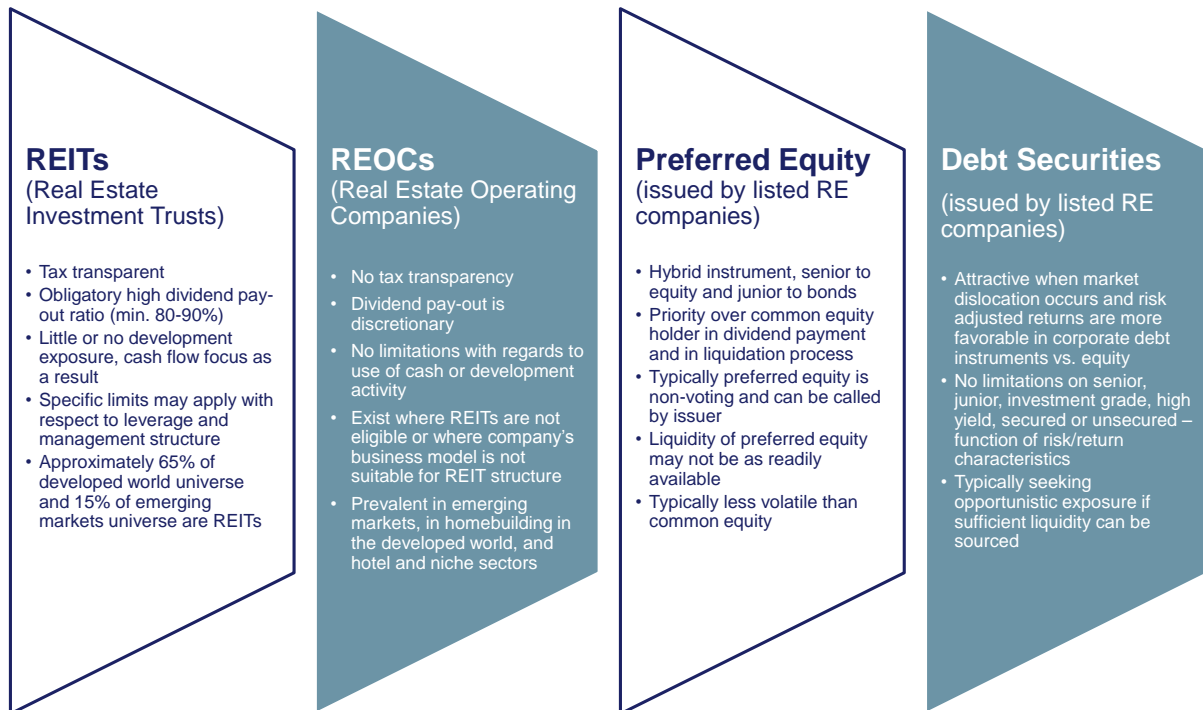 REITs
(Real Estate
Investment Trusts)
• Tax transparent
• Obligatory high dividend pay-
out ratio (min. 80-90%)
• Little or no development
exposure, cash flow focus as
a result
• Specific limits may apply with
respect to leverage and
management structure
• Approximately 65% of
developed world universe
and 15% of emerging
markets universe are REITs
REOCs
(Real Estate Operating
Companies)
• No tax transparency
• Dividend pay-out is
discretionary
• No limitations with regards to
use of cash or development
activity
• Exist where REITs are not
eligible or where company's
business model is not
suitable for REIT structure
• Prevalent in emerging
markets, in homebuilding in
the developed world, and
hotel and niche sectors
Preferred Equity
(issued by listed RE
companies)
• Hybrid instrument, senior to
equity and junior to bonds
• Priority over common equity
holder in dividend payment
and in liquidation process
• Typically preferred equity is
non-voting and can be called
by issuer
• Liquidity of preferred equity
may not be as readily
available
• Typically less volatile than
common equity
Debt Securities
(issued by listed RE
companies)
• Attractive when market
dislocation occurs and risk
adjusted returns are more
favorable in corporate debt
instruments vs. equity
• No limitations on senior,
junior, investment grade, high
yield, secured or unsecured –
function of risk/return
characteristics
• Typically seeking
opportunistic exposure if
sufficient liquidity can be
sourced